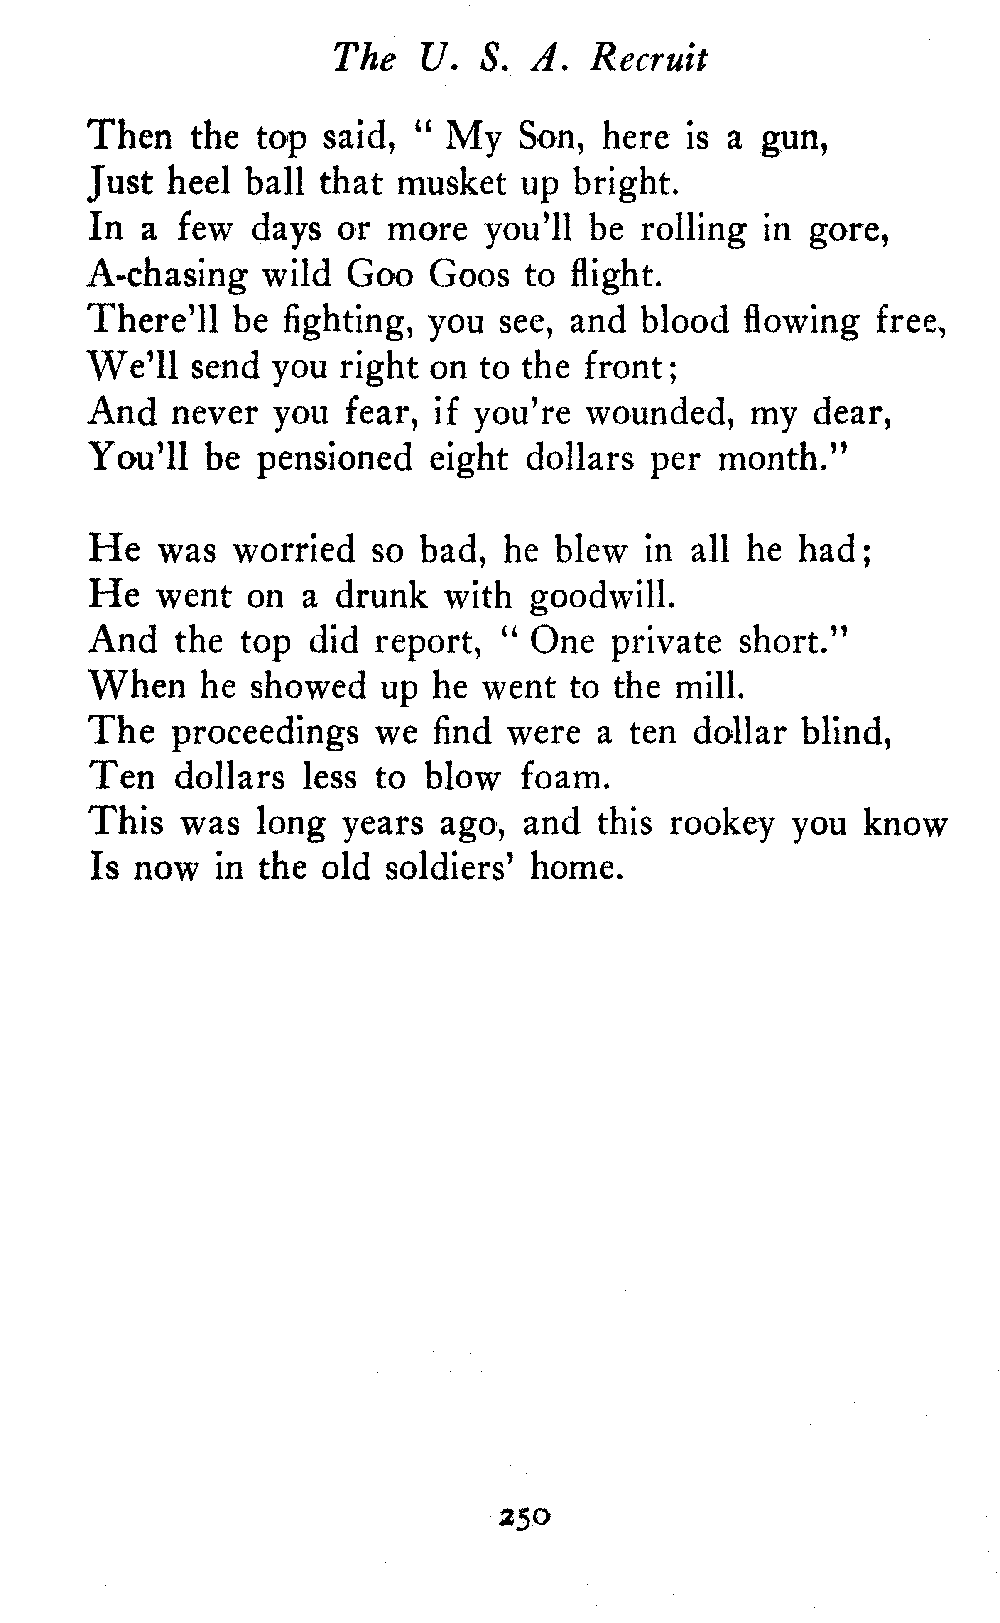 The U. S. A. Recruit
Then the top said, " My Son, here is a gun,
Just heel ball that musket up bright.
In a few days or more you'll be rolling in gore,
A-chasing wild Goo Goos to flight.
There'll be fighting, you see, and blood flowing free,
We'll send you right on to the front;
And never you fear, if you're wounded, my dear,
You'll be pensioned eight dollars per month."
He was worried so bad, he blew in all he had;
He went on a drunk with goodwill.
And the top did report, " One private short."
When he showed up he went to the mill.
The proceedings we find were a ten dollar blind,
Ten dollars less to blow foam.
This was long years ago, and this rookey you know
Is now in the old soldiers' home.
250